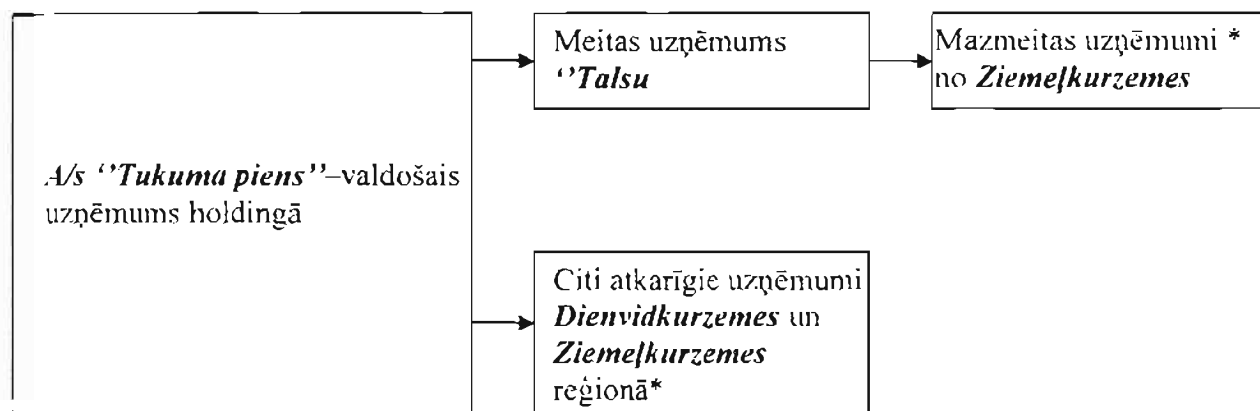 Meitas uzņēmums
‘’Talsu
Mazmeitas uzņēmumi *
no Ziemeļkurzemes
A/s ‘’Tukuma piens’’–valdošais
uzņēmums holdingā
Citi atkarīgie uzņēmumi
Dienvidkurzemes un
Ziemeļkurzemes
reģionā*